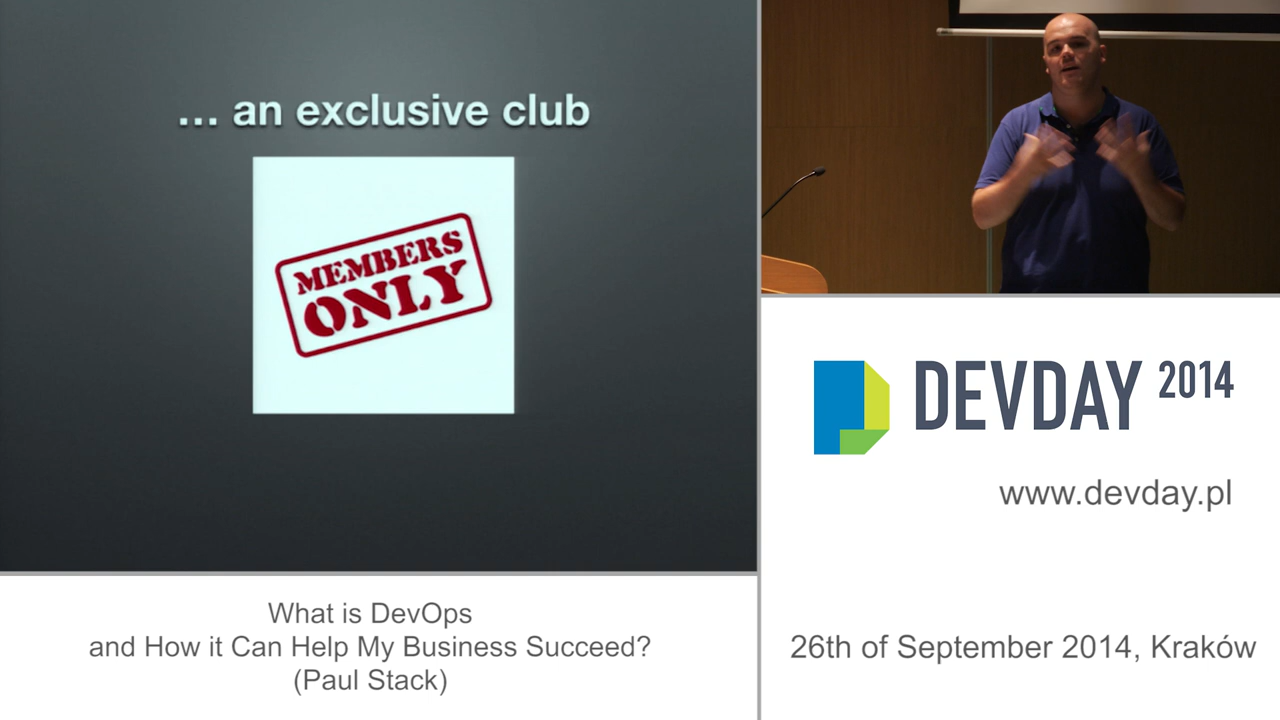 ... an exclusive club
MEMBERS
ONLY
What is DevOps
and How it Can Help My Business Succeed?
(Paul Stack)
DEVDAY 2014
www.devday.pl
26th of September 2014, Kraków